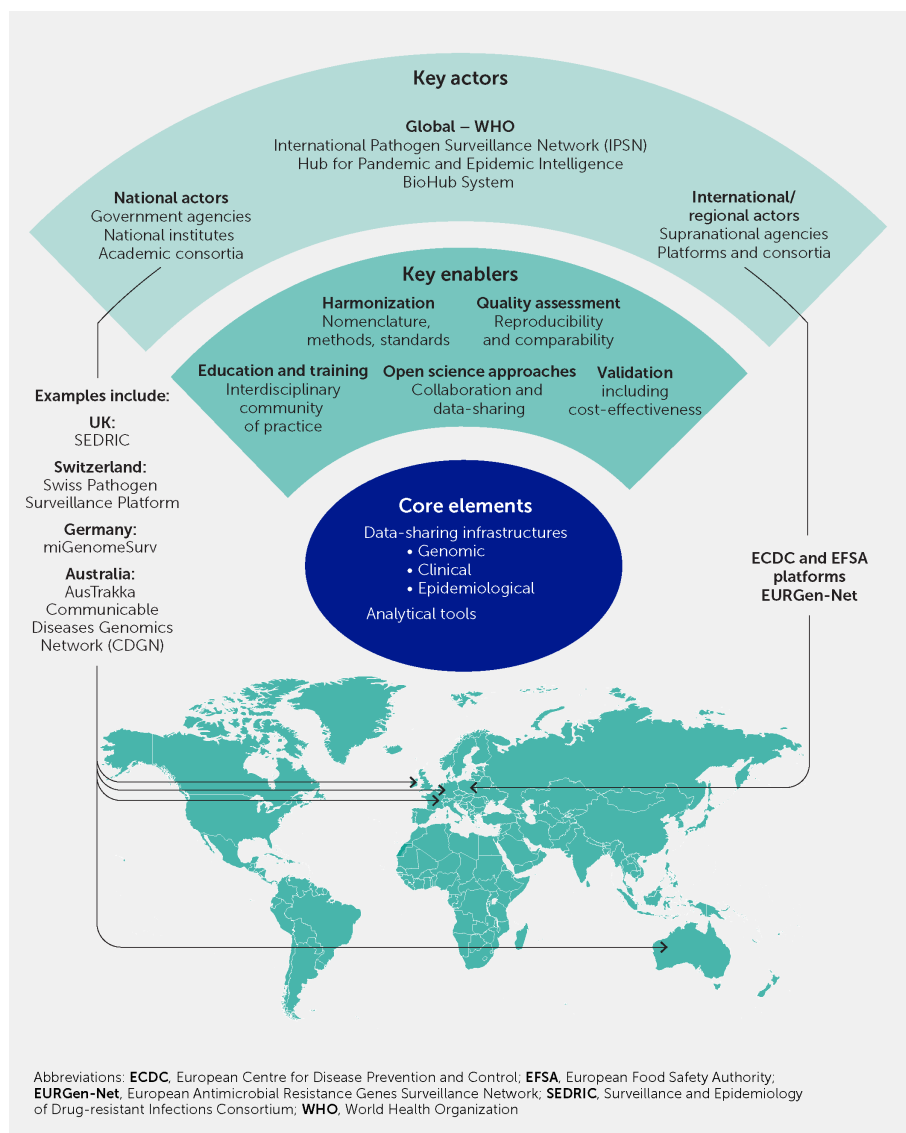 Key actors
Global – WHO
International Pathogen Surveillance Network (IPSN)
Hub for Pandemic and Epidemic Intelligence
BioHub System
National actors
Government agencies
National institutes
Academic consortia
International/
regional actors
Supranational agencies
Platforms and consortia
Key enablers
Harmonization
Nomenclature,
methods, standards
Quality assessment
Reproducibility
and comparability
Education and training
Interdisciplinary
community
of practice
Open science approaches
Collaboration and
data-sharing
Validation
including
cost-effectiveness
Examples include:
UK:
SEDRIC
Switzerland:
Swiss Pathogen
Surveillance Platform
Germany:
miGenomeSurv
Australia:
AusTrakka
Communicable
Diseases Genomics
Network (CDGN)
Core elements
Data-sharing infrastructures
• Genomic
• Clinical
• Epidemiological
Analytical tools
ECDC and EFSA
platforms
EURGen-Net
Abbreviations: ECDC, European Centre for Disease Prevention and Control; EFSA, European Food Safety Authority;
EURGen-Net, European Antimicrobial Resistance Genes Surveillance Network; SEDRIC, Surveillance and Epidemiology
of Drug-resistant Infections Consortium; WHO, World Health Organization